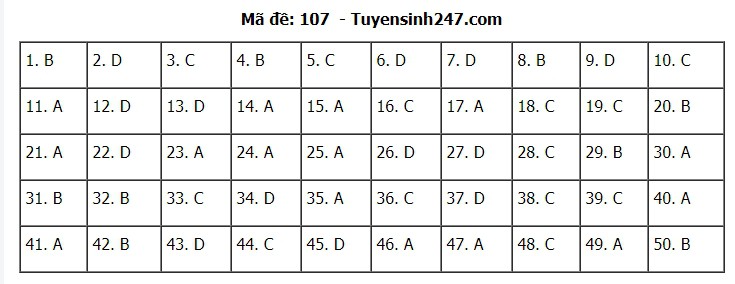 Mã đề: 107 - Tuyensinh247.com
1. B 2. D 3. C 4. B 5. C 6. D 7. D 8. B 9. D 10. C
11. A 12. D 13. D 14. A 15. A 16. C 17. A 18. C 19. C 20. B
21. A 22. D 23. A 24. A 25. A 26. D 27. D 28. C 29. B 30. A
31. B 32. B 33. C 34. D 35. A 36. C 37. D 38. C 39. C 40. A
41. A 42. B 43. D 44. C 45. D 46. A 47. A 48. C 49. A 50. B